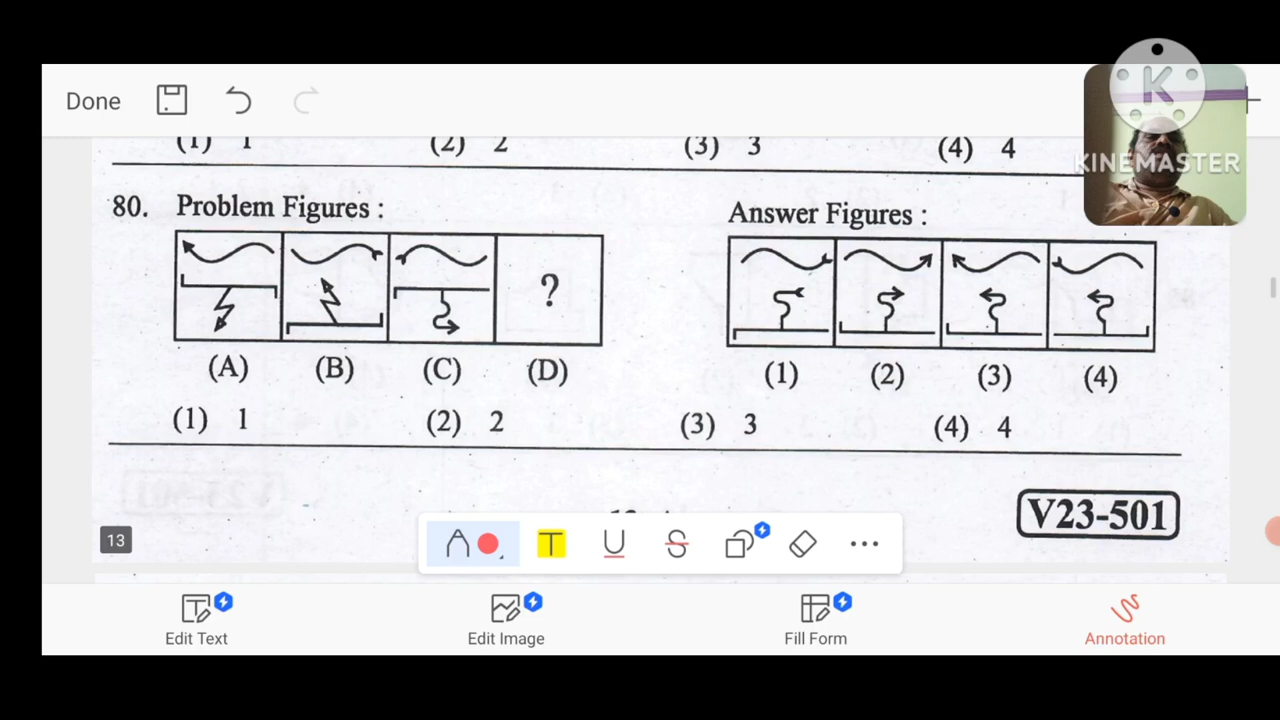 Done
K
KINEMASTER
(1) 1 (2) 2 (3) 3 (4) 4
80. Problem Figures : Answer Figures :
?
(A) (B) (C) (D) (1) (2) (3) (4)
(1) 1 (2) 2 (3) 3 (4) 4
V23-501
13
T U S
Edit Text Edit Image Fill Form Annotation